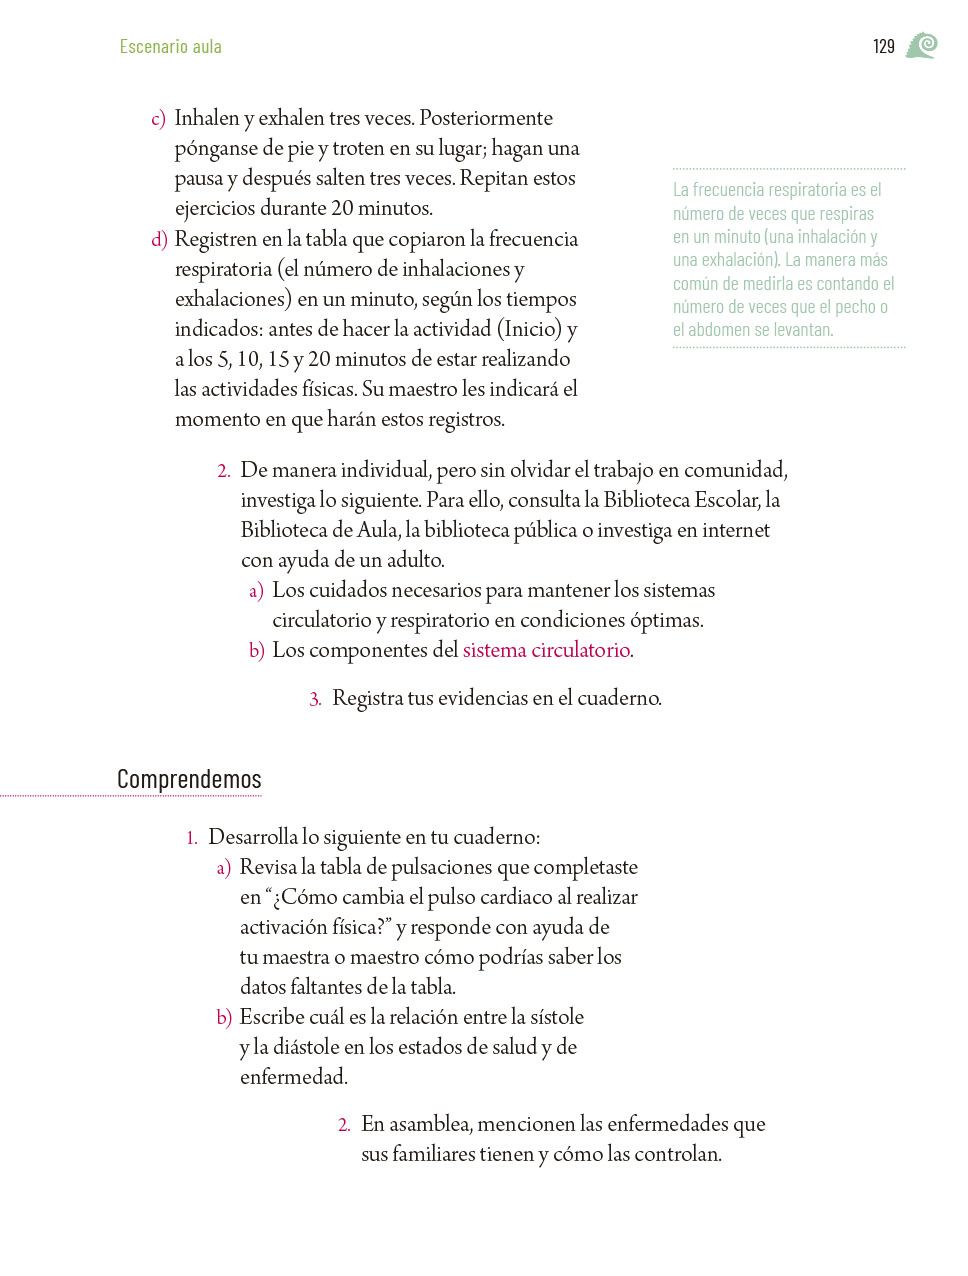 Escenario aula
129
c) Inhalen y exhalen tres veces. Posteriormente
pónganse de pie y troten en su lugar; hagan una
pausa y después salten tres veces. Repitan estos
ejercicios durante 20 minutos.
d) Registren en la tabla que copiaron la frecuencia
respiratoria (el número de inhalaciones y
exhalaciones) en un minuto, según los tiempos
indicados: antes de hacer la actividad (Inicio) y
a los 5, 10, 15 y 20 minutos de estar realizando
las actividades físicas. Su maestro les indicará el
momento en que harán estos registros.
La frecuencia respiratoria es el
número de veces que respiras
en un minuto (una inhalación y
una exhalación). La manera más
común de medirla es contando el
número de veces que el pecho o
el abdomen se levantan.
2. De manera individual, pero sin olvidar el trabajo en comunidad,
investiga lo siguiente. Para ello, consulta la Biblioteca Escolar, la
Biblioteca de Aula, la biblioteca pública o investiga en internet
con ayuda de un adulto.
a) Los cuidados necesarios para mantener los sistemas
circulatorio y respiratorio en condiciones óptimas.
b) Los componentes del sistema circulatorio.
3. Registra tus evidencias en el cuaderno.
Comprendemos
1. Desarrolla lo siguiente en tu cuaderno:
a) Revisa la tabla de pulsaciones que completaste
en “¿Cómo cambia el pulso cardiaco al realizar
activación física?” y responde con ayuda de
tu maestra o maestro cómo podrías saber los
datos faltantes de la tabla.
b) Escribe cuál es la relación entre la sístole
y la diástole en los estados de salud y de
enfermedad.
2. En asamblea, mencionen las enfermedades que
sus familiares tienen y cómo las controlan.